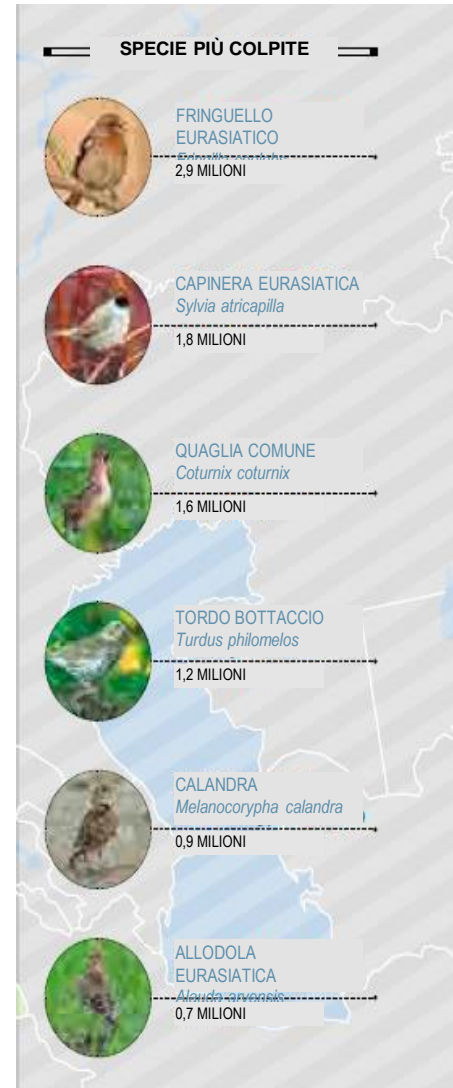 SPECIE PIÙ COLPITE
FRINGUELLO
EURASIATICO
2,9 MILIONI
CAPINERA EURASIATICA
Sylvia atricapilla
1,8 MILIONI
QUAGLIA COMUNE
Coturnix coturnix
1,6 MILIONI
TORDO BOTTACCIO
Turdus philomelos
1,2 MILIONI
CALANDRA
Melanocorypha calandra
0,9 MILIONI
ALLODOLA
EURASIATICA
Alauda arvensis
0,7 MILIONI